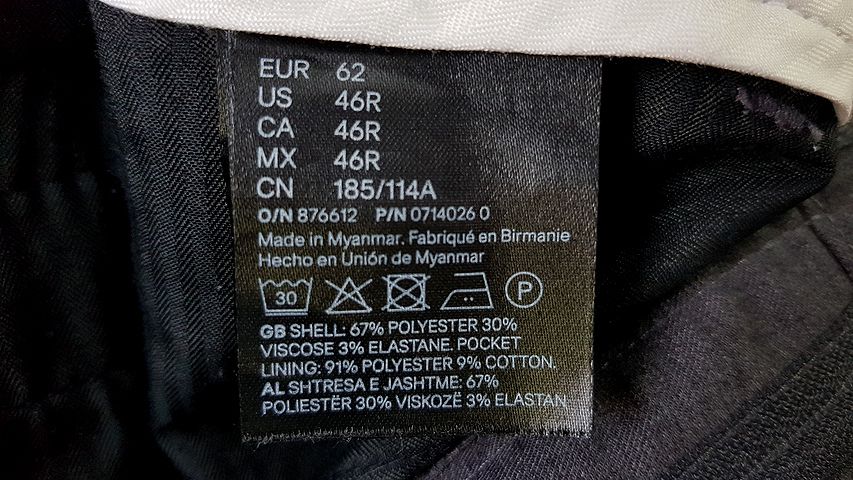 EUR 62
US 46R
CA 46R
MX 46R
CN 185/114A
O/N 876612 P/N 0714026 0
Made in Myanmar. Fabriqué en Birmanie
Hecho en Unión de Myanmar
30 P
GB SHELL: 67% POLYESTER 30%
VISCOSE 3% ELASTANE. POCKET
LINING: 91% POLYESTER 9% COTTON.
AL SHTRESA E JASHTME: 67%
POLIESTËR 30% VISKOZË 3% ELASTAN